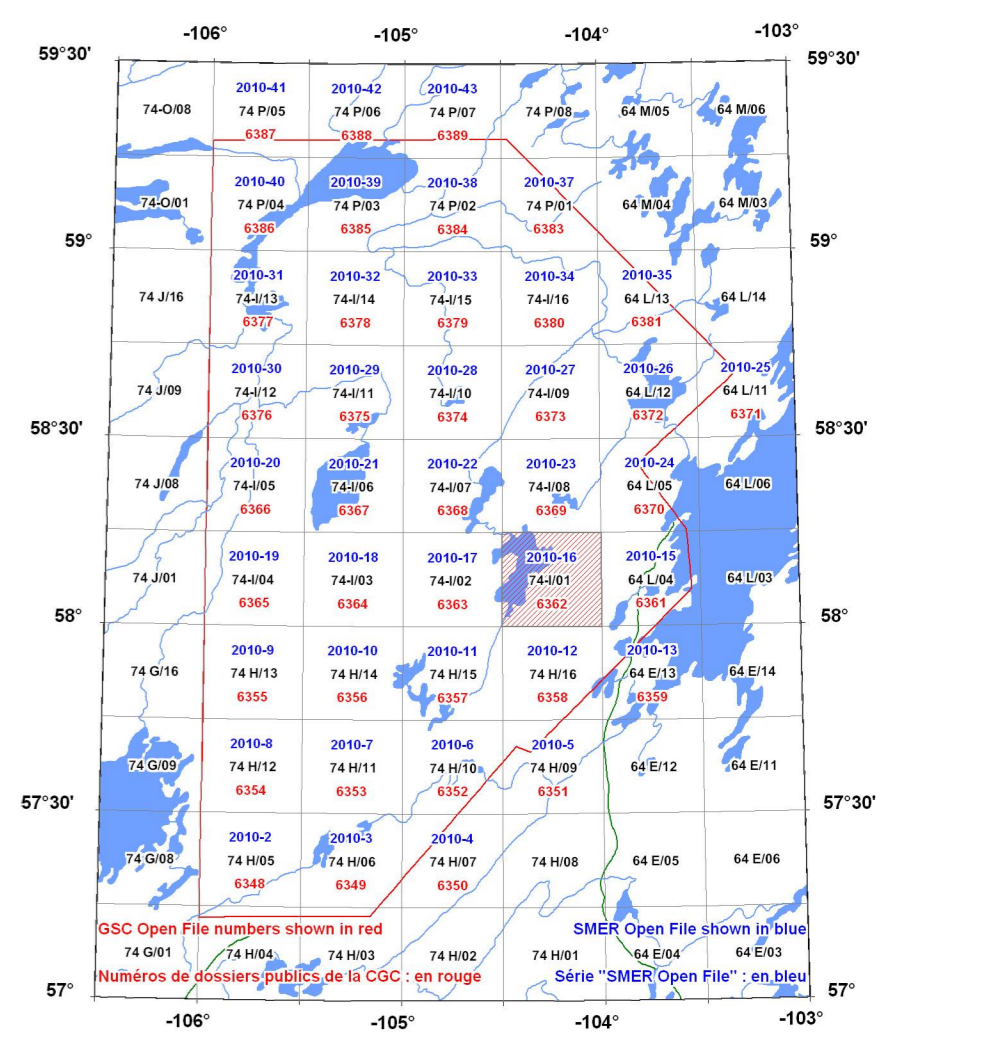 -106° -105° -104° -103°
59°30' 59°30'
2010-41 2010-42 2010-43
74-O/08 74 P/05 74 P/06 74 P/07 74 P/08 64 M/05 64 M/06
6387 6388 6389
2010-40 2010-39 2010-38 2010-37
74-O/01 74 P/04 74 P/03 74 P/02 74 P/01 64 M/04 64 M/03
6386 6385 6384 6383
59° 59°
2010-31 2010-32 2010-33 2010-34 2010-35
74 J/16 74-I/13 74-I/14 74-I/15 74-I/16 64 L/13 64 L/14
6377 6378 6379 6380 6381
2010-30 2010-29 2010-28 2010-27 2010-26 2010-25
74 J/09 74-I/12 74-I/11 74-I/10 74-I/09 64 L/12 64 L/11
6376 6375 6374 6373 6372 6371
58°30' 58°30'
2010-20 2010-21 2010-22 2010-23 2010-24
74 J/08 74-I/05 74-I/06 74-I/07 74-I/08 64 L/05 64 L/06
6366 6367 6368 6369 6370
2010-19 2010-18 2010-17 2010-16 2010-15
74 J/01 74-I/04 74-I/03 74-I/02 74-I/01 64 L/04 64 L/03
6365 6364 6363 6362 6361
58° 58°
2010-9 2010-10 2010-11 2010-12 2010-13
74 G/16 74 H/13 74 H/14 74 H/15 74 H/16 64 E/13 64 E/14
6355 6356 6357 6358 6359
2010-8 2010-7 2010-6 2010-5
74 G/09 74 H/12 74 H/11 74 H/10 74 H/09 64 E/12 64 E/11
6354 6353 6352 6351
57°30' 57°30'
2010-2 2010-3 2010-4
74 G/08 74 H/05 74 H/06 74 H/07 74 H/08 64 E/05 64 E/06
6348 6349 6350
GSC Open File numbers shown in red SMER Open File shown in blue
74 G/01 74 H/04 74 H/03 74 H/02 74 H/01 64 E/04 64 E/03
Numéros de dossiers publics de la CGC : en rouge Série "SMER Open File" : en bleu
57° 57°
-106° -105° -104° -103°